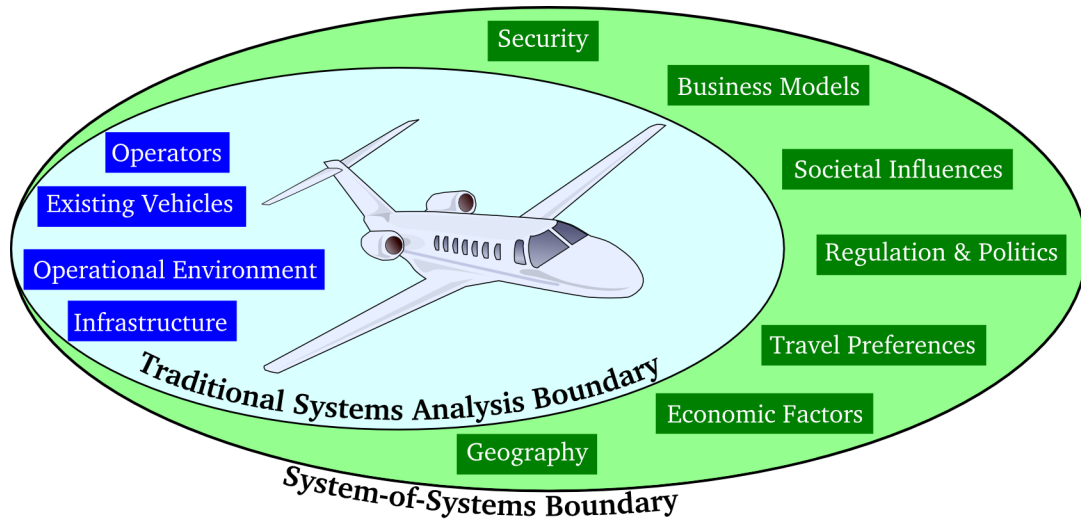 Security
Business Models
Operators
Societal Influences
Existing Vehicles
Regulation & Politics
Operational Environment
Infrastructure
Travel Preferences
Traditional Systems Analysis Boundary
Economic Factors
Geography
System-of-Systems Boundary